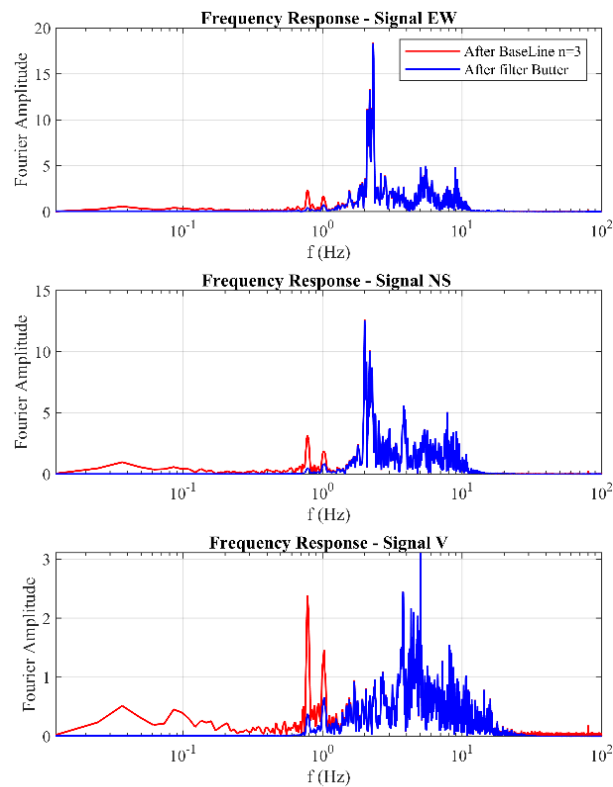 Frequency Response - Signal EW
20
15
10
5
0
Fourier Amplitude
After BaseLine n=3
After filter Butter
10-1
100
101
102
f (Hz)
Frequency Response - Signal NS
15
10
5
0
Fourier Amplitude
10-1
100
101
102
f (Hz)
Frequency Response - Signal V
3
2
1
0
Fourier Amplitude
10-1
100
101
102
f (Hz)